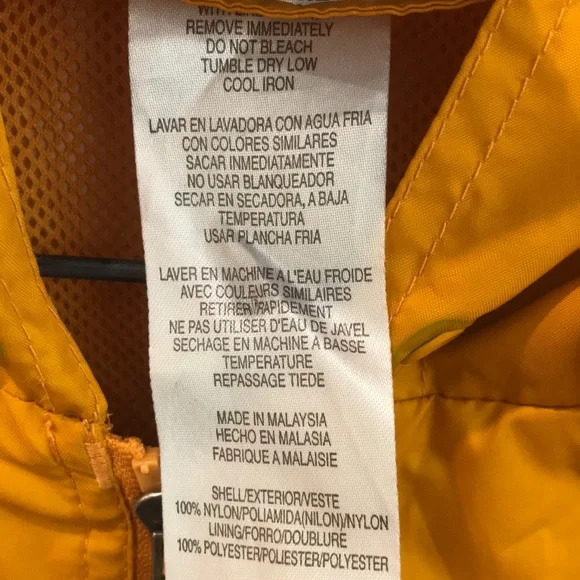 REMOVE IMMEDIATELY
DO NOT BLEACH
TUMBLE DRY LOW
COOL IRON
LAVAR EN LAVADORA CON AGUA FRIA
CON COLORES SIMILARES
SACAR INMEDIATAMENTE
NO USAR BLANQUEADOR
SECAR EN SECADORA, A BAJA
TEMPERATURA
USAR PLANCHA FRIA
LAVER EN MACHINE A L'EAU FROIDE
AVEC COULEURS SIMILAIRES
RETIRER RAPIDEMENT
NE PAS UTILISER D'EAU DE JAVEL
SECHAGE EN MACHINE A BASSE
TEMPERATURE
REPASSAGE TIEDE
MADE IN MALAYSIA
HECHO EN MALASIA
FABRIQUE A MALAISIE
SHELL/EXTERIOR/VESTE
100% NYLON/POLIAMIDA(NILON)/NYLON
LINING/FORRO/DOUBLURE
100% POLYESTER/POLIESTER/POLYESTER